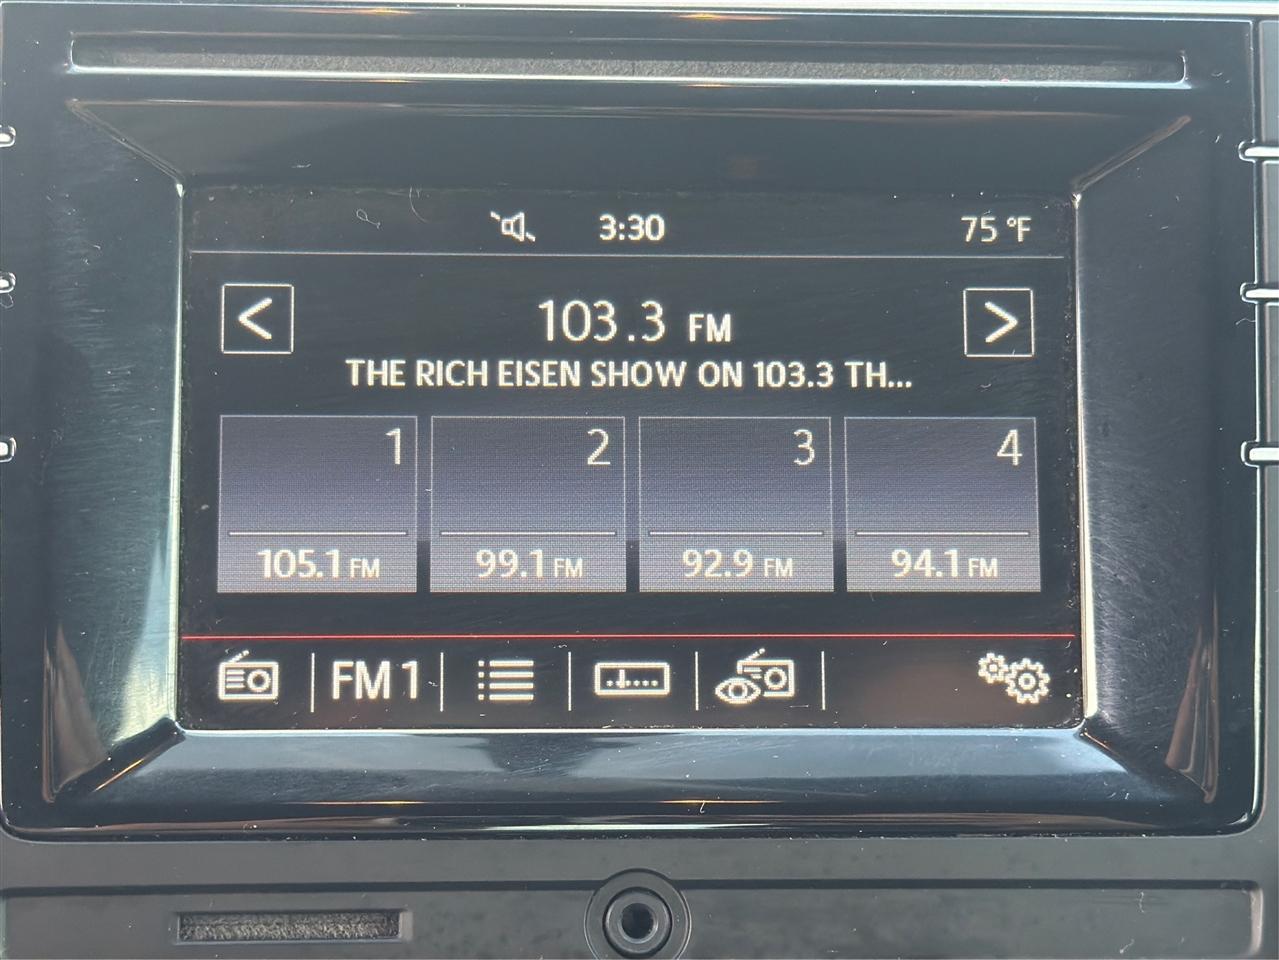 3:30 75 °F
103.3 FM
THE RICH EISEN SHOW ON 103.3 TH...
1 2 3 4
105.1 FM 99.1 FM 92.9 FM 94.1 FM
FM 1